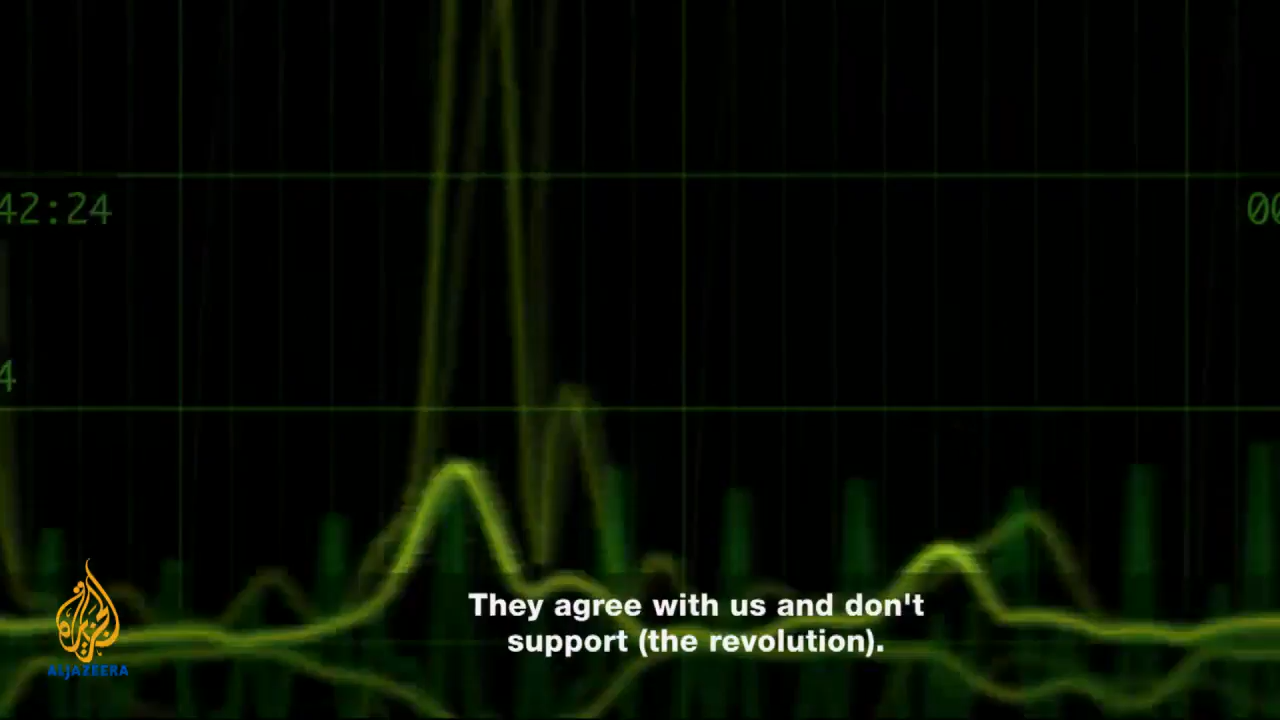 42:24
00
4
They agree with us and don't
support (the revolution).
ALJAZEERA